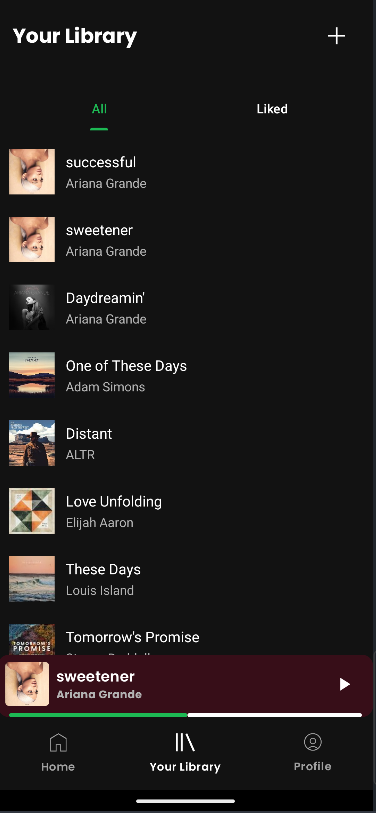 Your Library
All
Liked
successful
Ariana Grande
sweetener
Ariana Grande
Daydreamin'
Ariana Grande
One of These Days
Adam Simons
Distant
ALTR
Love Unfolding
Elijah Aaron
These Days
Louis Island
TOMORROW'S
PROMISE
Tomorrow's Promise
sweetener
Ariana Grande
Home
Your Library
Profile